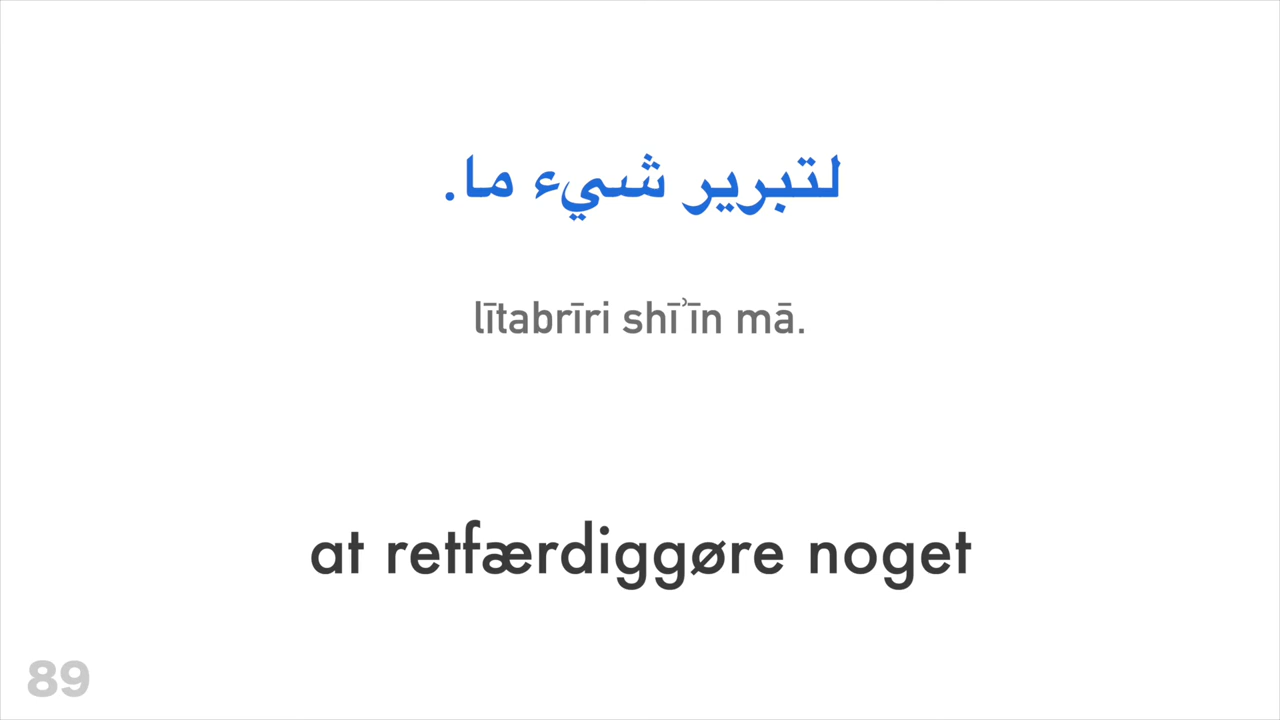 لتبرير شيء ما.
lītabrīri shīʾīn mā.
at retfærdiggøre noget
89